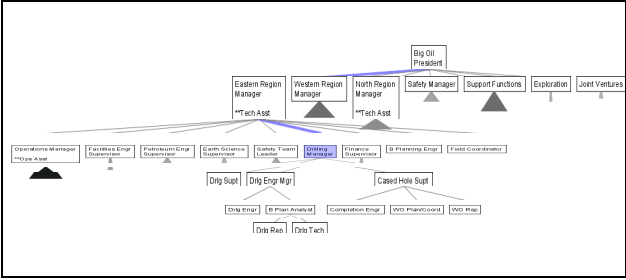 Big Oil
President
Eastern Region
Manager
**Tech Asst
Western Region
Manager
North Region
Manager
**Tech Asst
Safety Manager
Support Functions
Exploration
Joint Ventures
Operations Manager
**Ops Asst
Facilities Engr
Supervisor
Petroleum Engr
Supervisor
Earth Science
Supervisor
Safety Team
Leader
Drilling
Manager
Finance
Supervisor
B Planning Engr
Field Coordinator
Drlg Supt
Drlg Engr Mgr
Cased Hole Supt
Drlg Engr
B Plan Analyst
Completion Engr
WO Plan/Coord
WO Rep
Drlg Rep
Drlg Tech